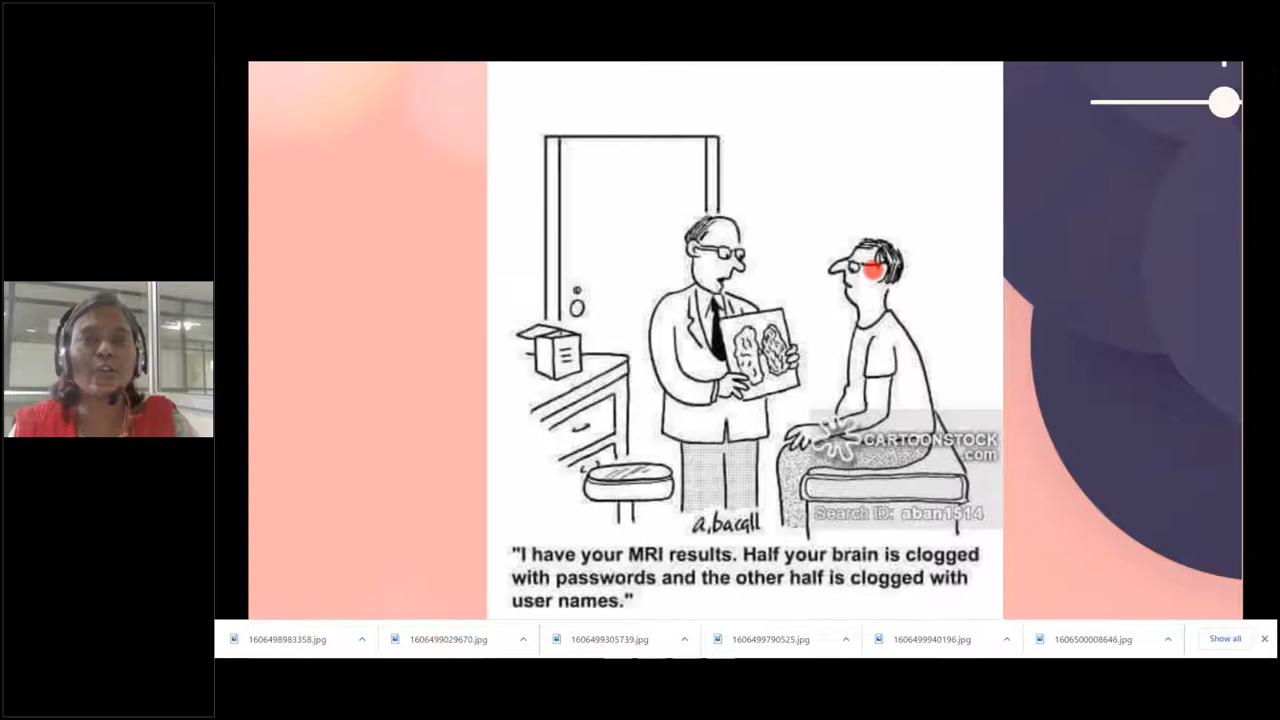 CARTOONSTOCK
.com
Search ID: aban1514
a.bacall
"I have your MRI results. Half your brain is clogged
with passwords and the other half is clogged with
user names."
1606498983358.jpg
1606499029670.jpg
1606499305739.jpg
1606499790525.jpg
1606499940196.jpg
1606500008646.jpg
Show all